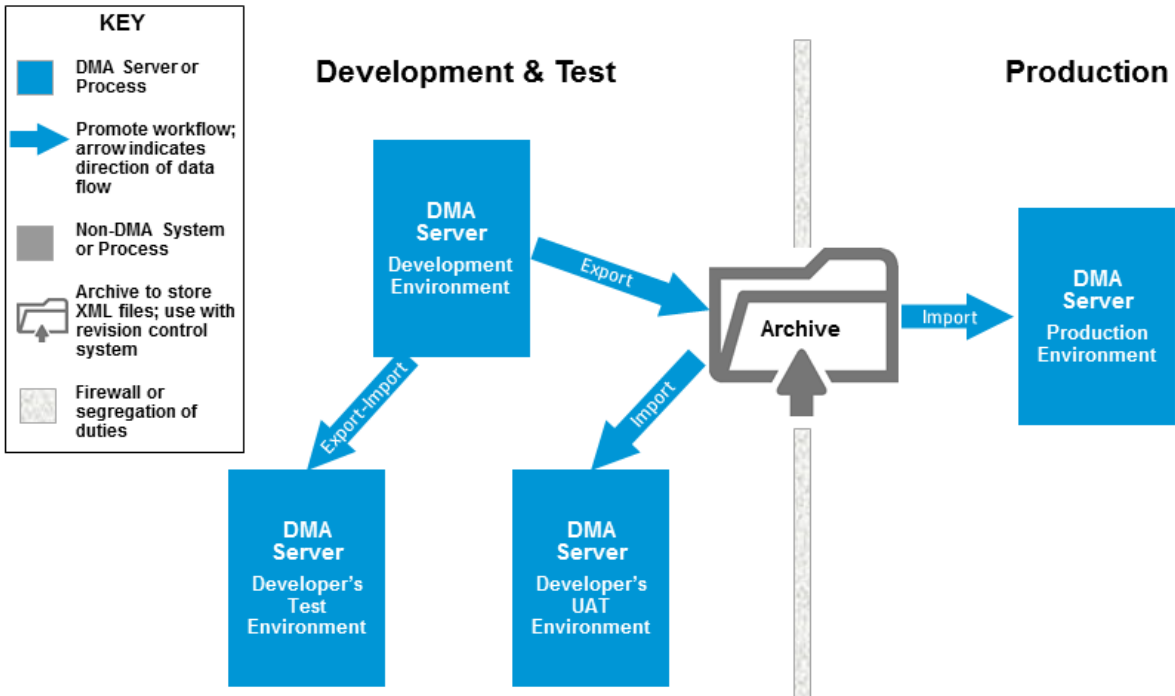 KEY
DMA Server or
Process
Promote workflow;
arrow indicates
direction of data
flow
Non-DMA System
or Process
Archive to store
XML files; use with
revision control
system
Firewall or
segregation of
duties
Development & Test
Production
DMA
Server
Development
Environment
Export
Archive
Import
DMA
Server
Production
Environment
Export-Import
Import
DMA
Server
Developer’s
Test
Environment
DMA
Server
Developer’s
UAT
Environment